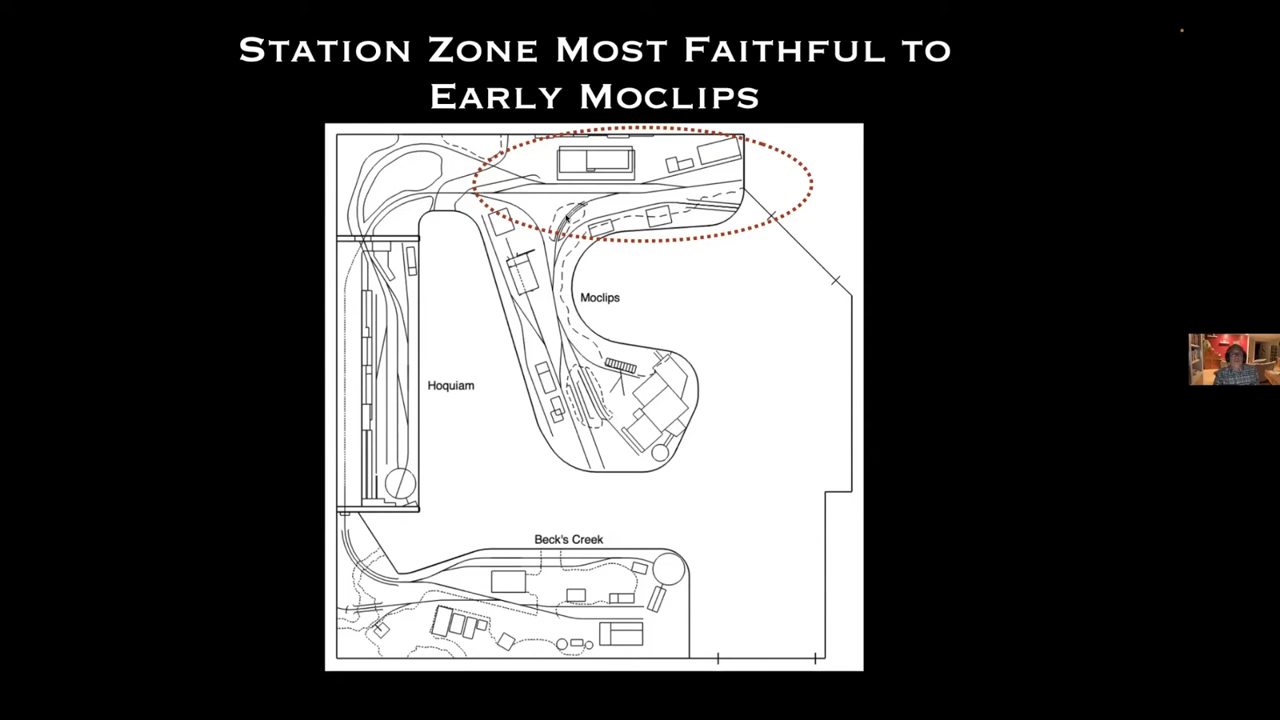 STATION ZONE MOST FAITHFUL TO
EARLY MOCLIPS
Moclips
Hoquiam
Beck's Creek